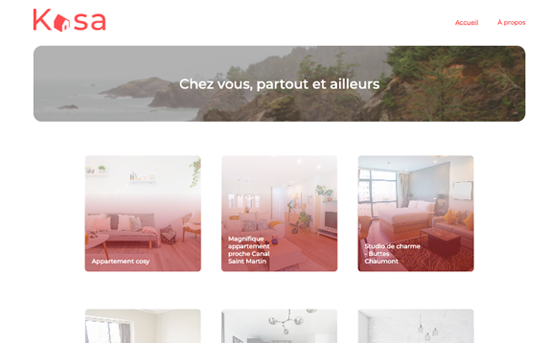 Kasa
Accueil
À propos
Chez vous, partout et ailleurs
Appartement cosy
Magnifique
appartement
proche Canal
Saint Martin
Studio de charme
- Buttes
Chaumont